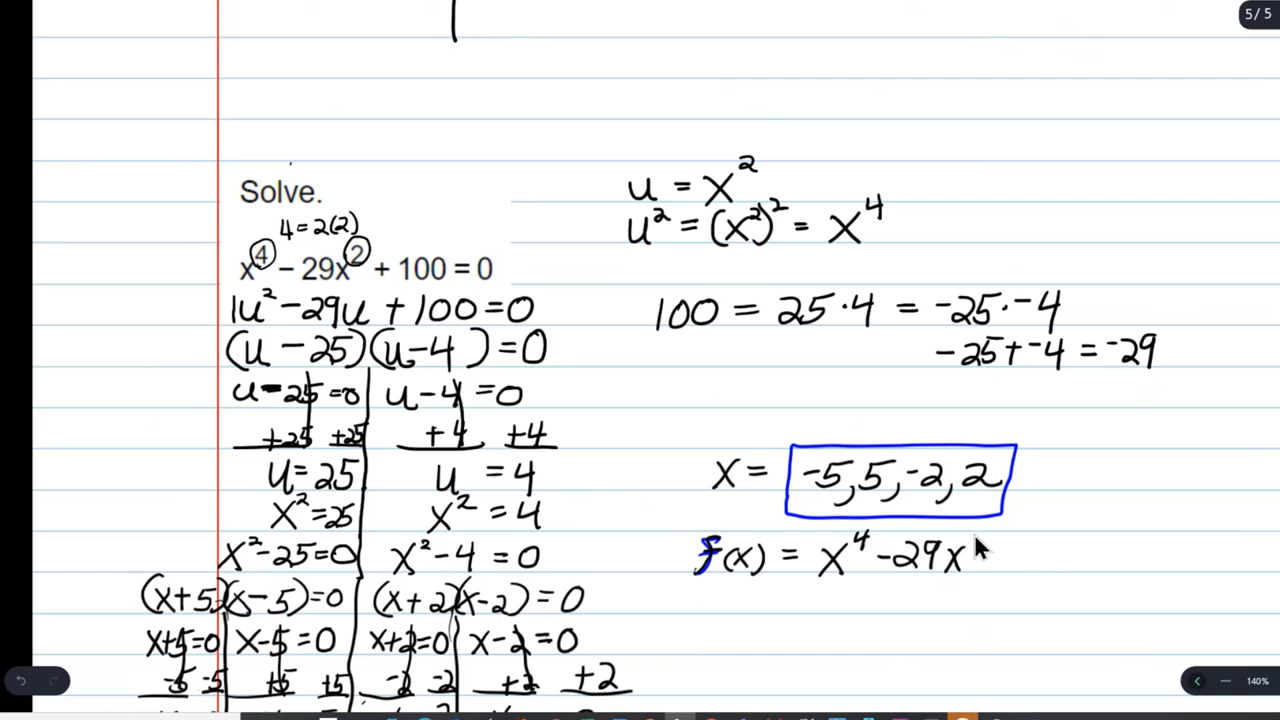 5 / 5
Solve.
4 = 2(2)
x⁴ − 29x² + 100 = 0
1u² − 29u + 100 = 0
(u − 25)(u − 4) = 0
u − 25 = 0 u − 4 = 0
+25 +25 +4 +4
u = 25 u = 4
x² = 25 x² = 4
x² − 25 = 0 x² − 4 = 0
(x + 5)(x − 5) = 0 (x + 2)(x − 2) = 0
x + 5 = 0 x − 5 = 0 x + 2 = 0 x − 2 = 0
−5 −5 +5 +5 −2 −2 +2 +2
u = x²
u² = (x²)² = x⁴
100 = 25 · 4 = −25 · −4
−25 + −4 = −29
x = −5, 5, −2, 2
f(x) = x⁴ − 29x
140%